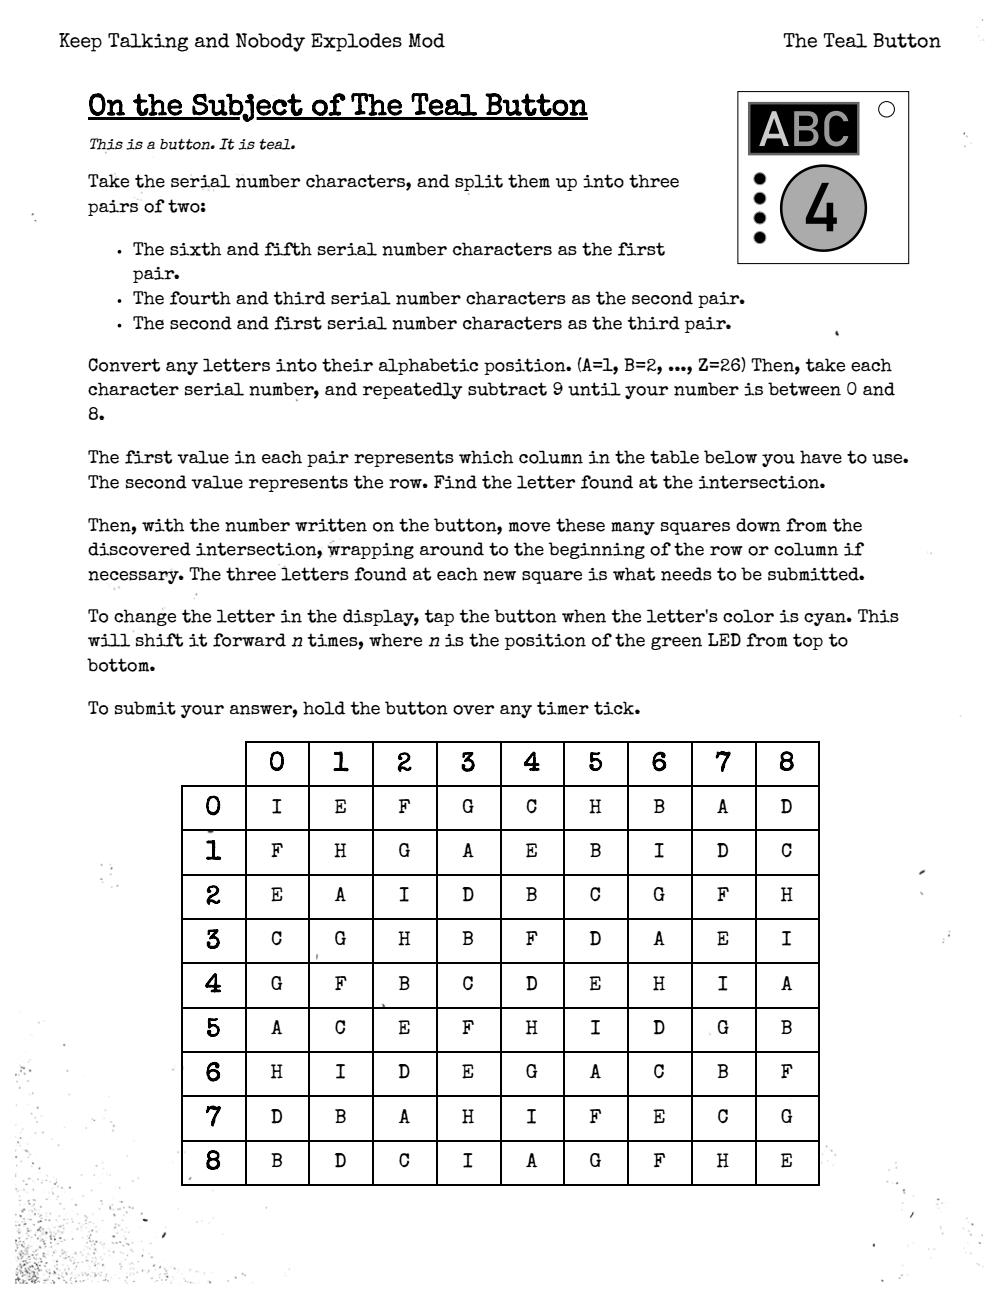 Keep Talking and Nobody Explodes Mod
The Teal Button
On the Subject of The Teal Button
This is a button. It is teal.
ABC
4
Take the serial number characters, and split them up into three
pairs of two:
• The sixth and fifth serial number characters as the first
pair.
• The fourth and third serial number characters as the second pair.
• The second and first serial number characters as the third pair.
Convert any letters into their alphabetic position. (A=1, B=2, ..., Z=26) Then, take each
character serial number, and repeatedly subtract 9 until your number is between 0 and
8.
The first value in each pair represents which column in the table below you have to use.
The second value represents the row. Find the letter found at the intersection.
Then, with the number written on the button, move these many squares down from the
discovered intersection, wrapping around to the beginning of the row or column if
necessary. The three letters found at each new square is what needs to be submitted.
To change the letter in the display, tap the button when the letter's color is cyan. This
will shift it forward n times, where n is the position of the green LED from top to
bottom.
To submit your answer, hold the button over any timer tick.
0 1 2 3 4 5 6 7 8
0 I E F G C H B A D
1 F H G A E B I D C
2 E A I D B C G F H
3 C G H B F D A E I
4 G F B C D E H I A
5 A C E F H I D G B
6 H I D E G A C B F
7 D B A H I F E C G
8 B D C I A G F H E